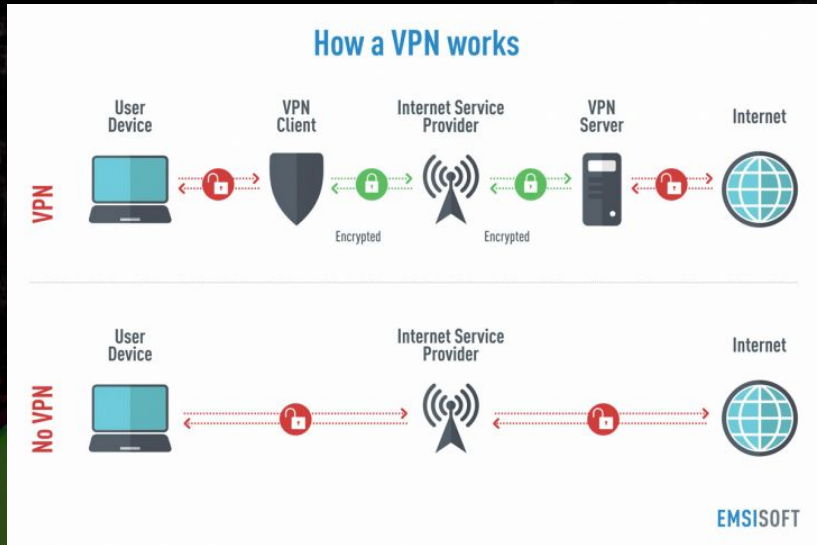 How a VPN works
User
Device
VPN
Client
Internet Service
Provider
VPN
Server
Internet
VPN
Encrypted
Encrypted
User
Device
Internet Service
Provider
Internet
No VPN
EMSISOFT